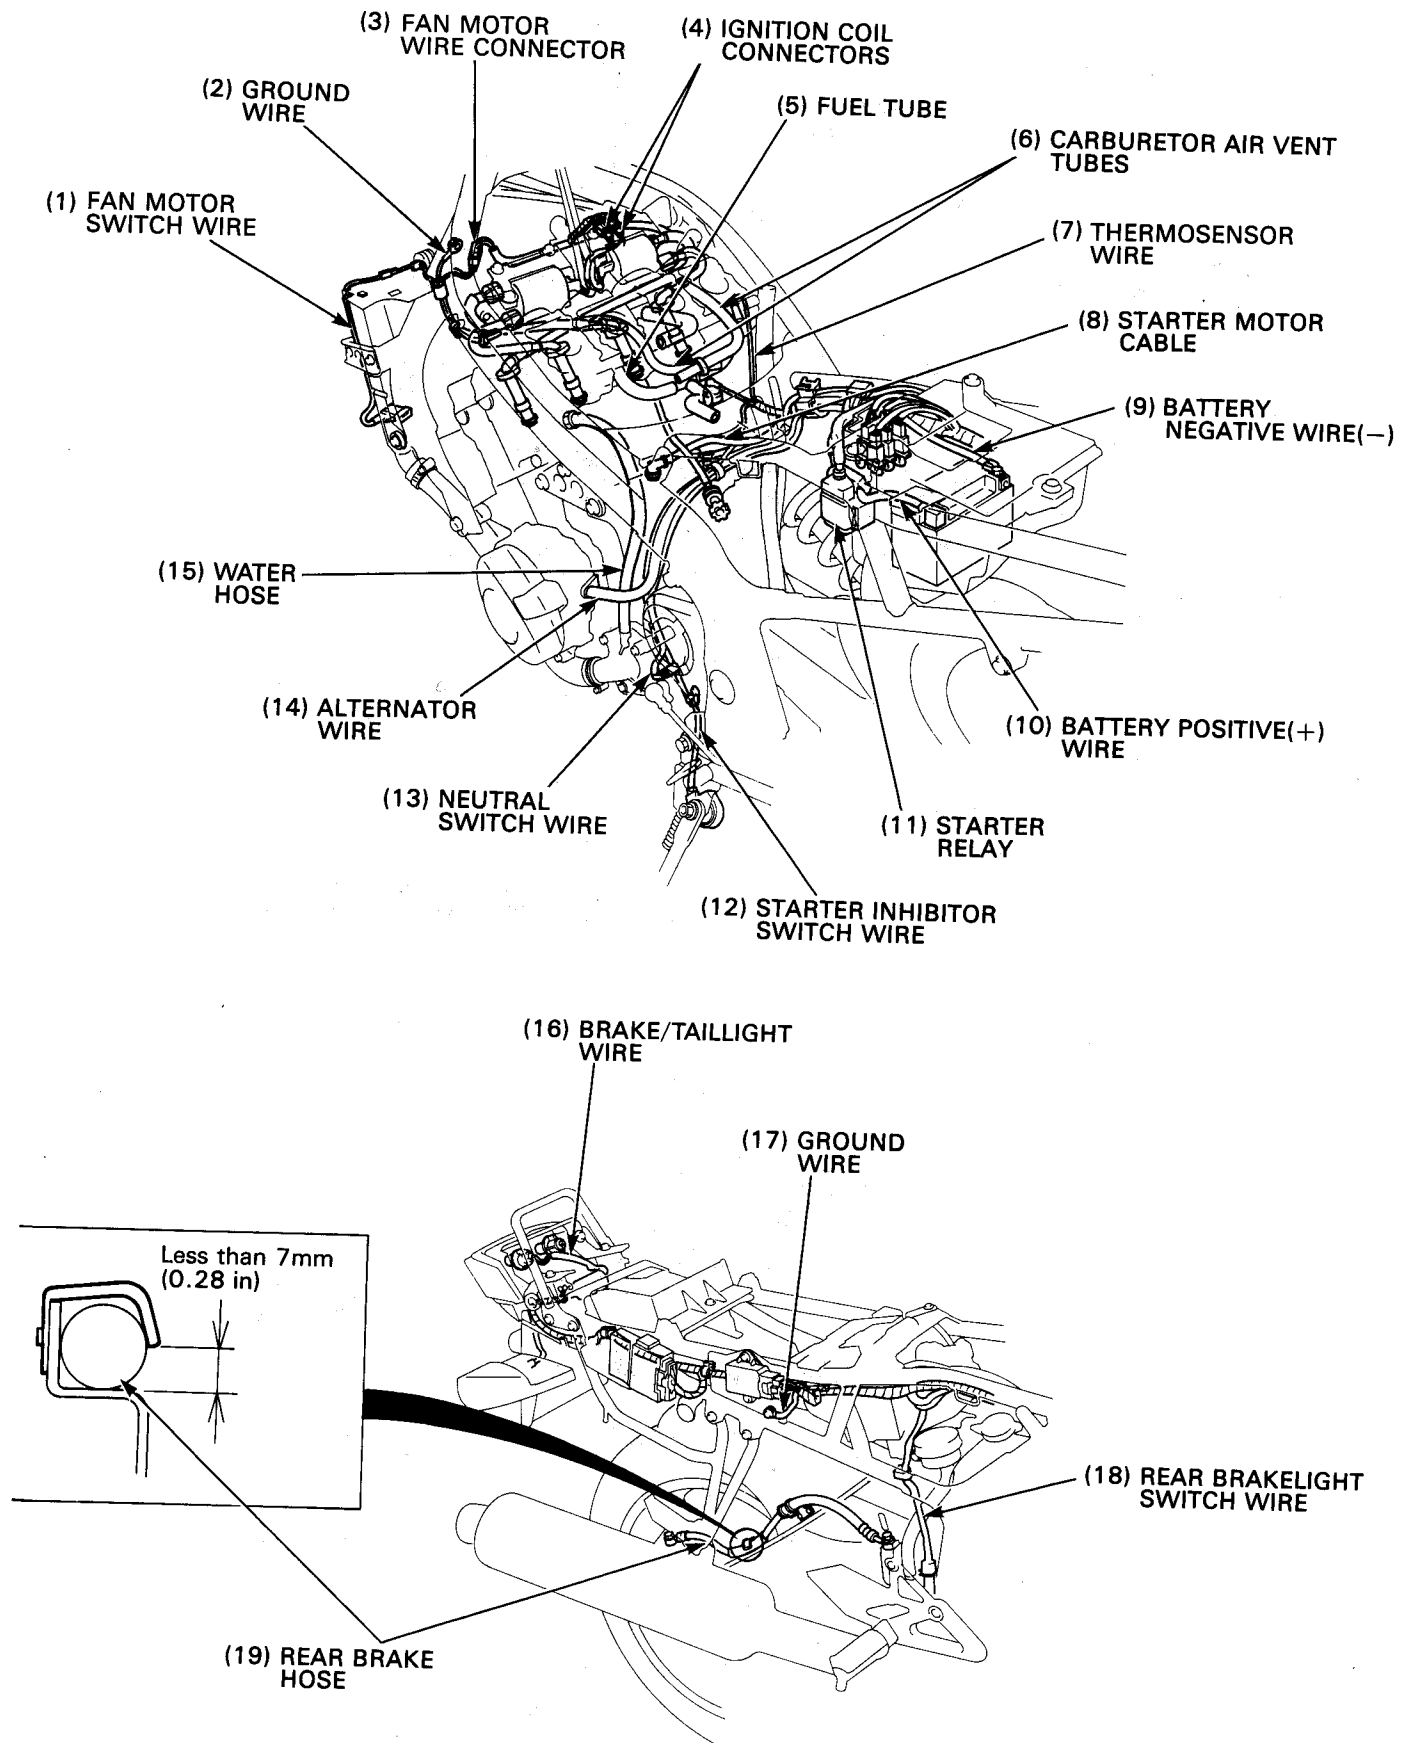 (3) FAN MOTOR
WIRE CONNECTOR
(4) IGNITION COIL
CONNECTORS
(2) GROUND
WIRE
(5) FUEL TUBE
(6) CARBURETOR AIR VENT
TUBES
(1) FAN MOTOR
SWITCH WIRE
(7) THERMOSENSOR
WIRE
(8) STARTER MOTOR
CABLE
(9) BATTERY
NEGATIVE WIRE(−)
(15) WATER
HOSE
(14) ALTERNATOR
WIRE
(10) BATTERY POSITIVE(+)
WIRE
(13) NEUTRAL
SWITCH WIRE
(11) STARTER
RELAY
(12) STARTER INHIBITOR
SWITCH WIRE
(16) BRAKE/TAILLIGHT
WIRE
(17) GROUND
WIRE
Less than 7mm
(0.28 in)
(18) REAR BRAKELIGHT
SWITCH WIRE
(19) REAR BRAKE
HOSE